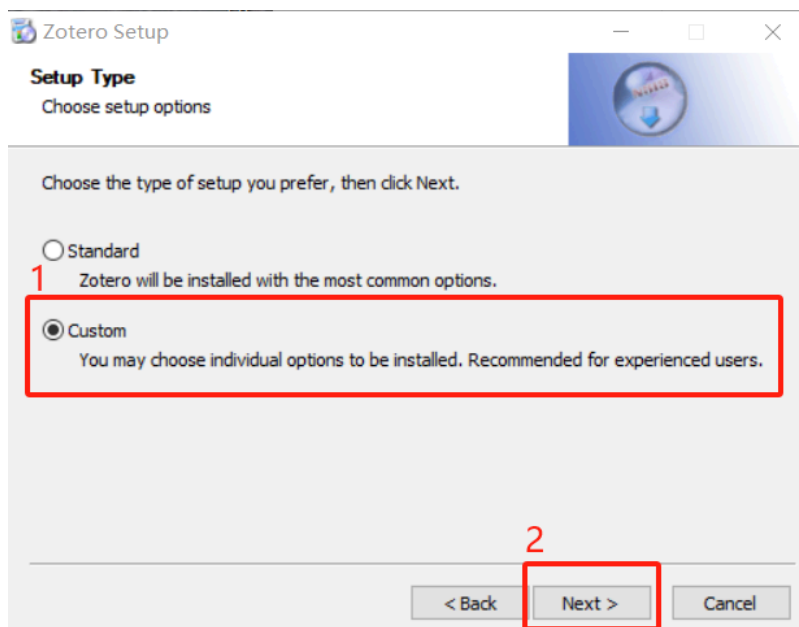 Zotero Setup
Setup Type
Choose setup options
Choose the type of setup you prefer, then click Next.
Standard
1
Zotero will be installed with the most common options.
Custom
You may choose individual options to be installed. Recommended for experienced users.
2
< Back
Next >
Cancel